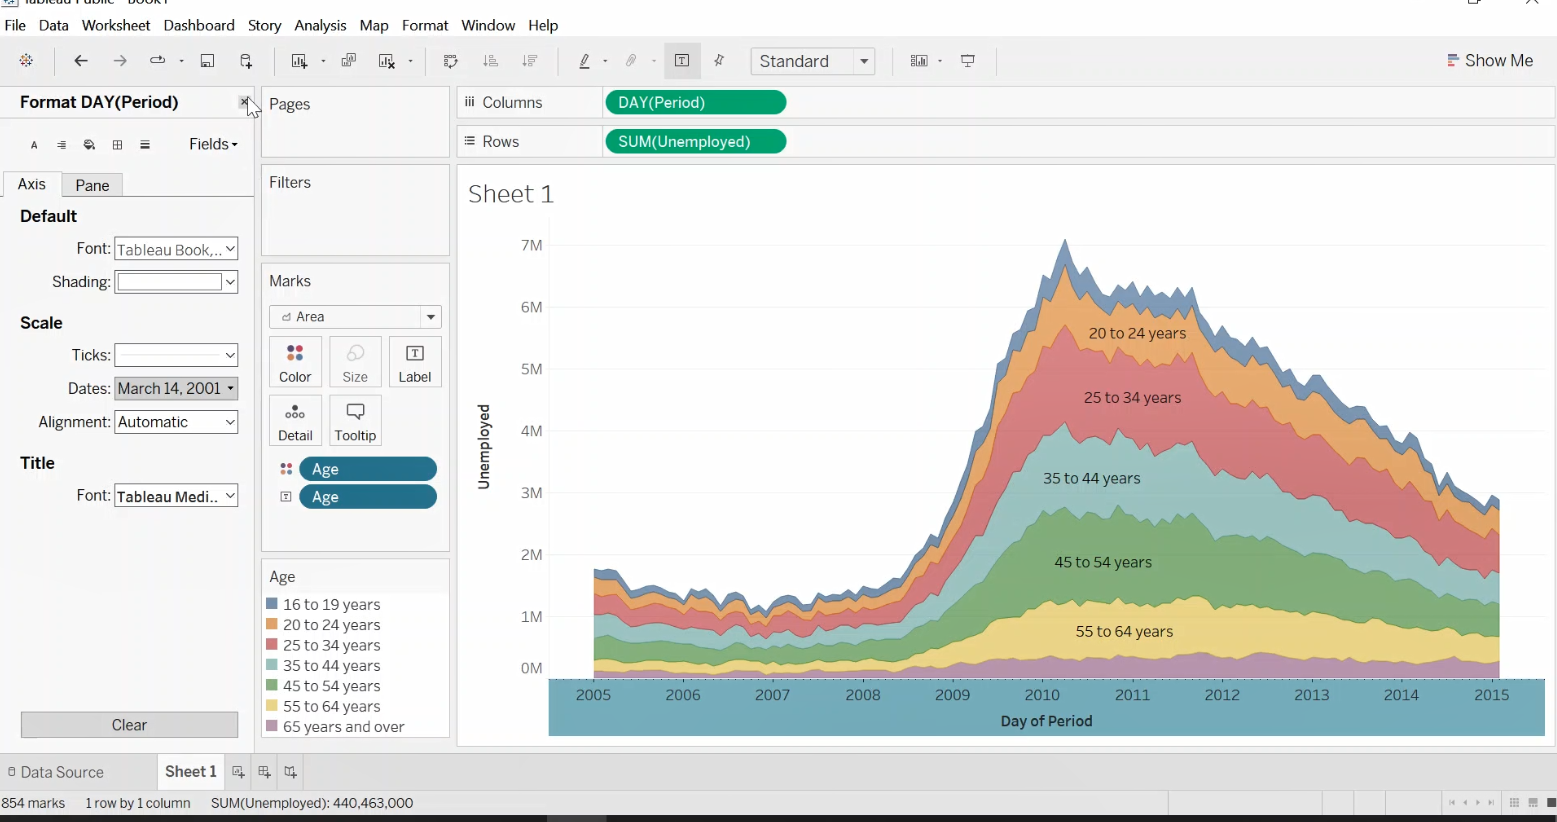 Tableau Public - Book1
File Data Worksheet Dashboard Story Analysis Map Format Window Help
Standard
Show Me
Format DAY(Period)
Fields
Axis Pane
Default
Font: Tableau Book,..
Shading:
Scale
Ticks:
Dates: March 14, 2001
Alignment: Automatic
Title
Font: Tableau Medi..
Clear
Pages
Filters
Marks
Area
Color Size Label
Detail Tooltip
Age
Age
Age
16 to 19 years
20 to 24 years
25 to 34 years
35 to 44 years
45 to 54 years
55 to 64 years
65 years and over
Columns DAY(Period)
Rows SUM(Unemployed)
Sheet 1
Unemployed
7M
6M
5M
4M
3M
2M
1M
0M
20 to 24 years
25 to 34 years
35 to 44 years
45 to 54 years
55 to 64 years
2005 2006 2007 2008 2009 2010 2011 2012 2013 2014 2015
Day of Period
Data Source Sheet 1
854 marks 1 row by 1 column SUM(Unemployed): 440,463,000